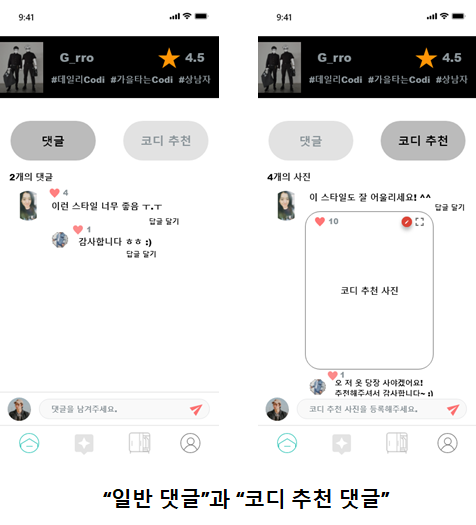 9:41
G_rro
4.5
#데일리Codi #가을타는Codi #상남자
댓글
코디 추천
2개의 댓글
4
이런 스타일 너무 좋음 ㅜ.ㅜ
답글 달기
1
감사합니다 ㅎㅎ :)
답글 달기
댓글을 남겨주세요.
9:41
G_rro
4.5
#데일리Codi #가을타는Codi #상남자
댓글
코디 추천
4개의 사진
이 스타일도 잘 어울리세요! ^^
답글 달기
10
코디 추천 사진
1
오 저 옷 당장 사야겠어요!
추천해주셔서 감사합니다~ :)
코디 추천 사진을 등록해주세요.
“일반 댓글”과 “코디 추천 댓글”